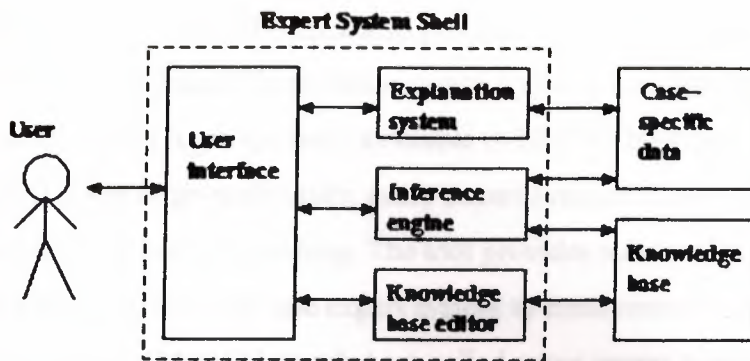 Expert System Shell
User
User
interface
Explanation
system
Inference
engine
Knowledge
base editor
Case-
specific
data
Knowledge
base